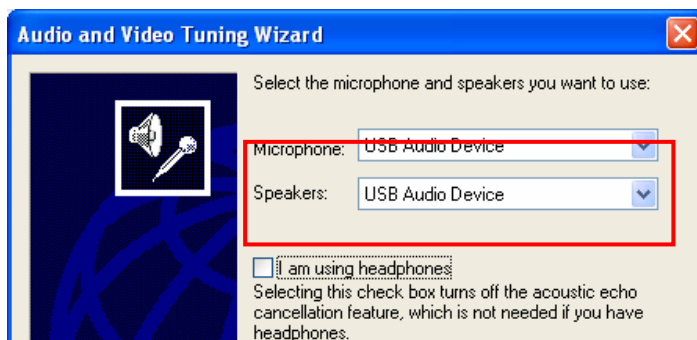 Audio and Video Tuning Wizard
Select the microphone and speakers you want to use:
Microphone: USB Audio Device
Speakers: USB Audio Device
I am using headphones
Selecting this check box turns off the acoustic echo
cancellation feature, which is not needed if you have
headphones.